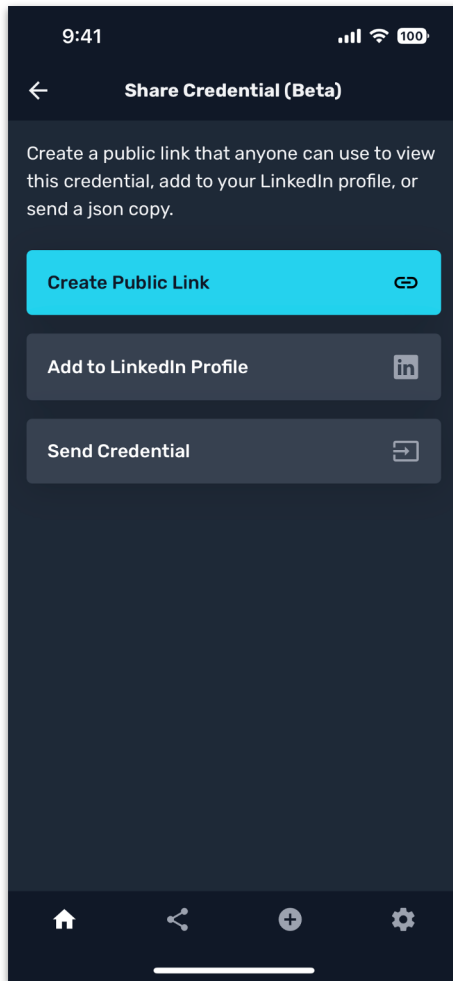 9:41
100
Share Credential (Beta)
Create a public link that anyone can use to view
this credential, add to your LinkedIn profile, or
send a json copy.
Create Public Link
Add to LinkedIn Profile
in
Send Credential